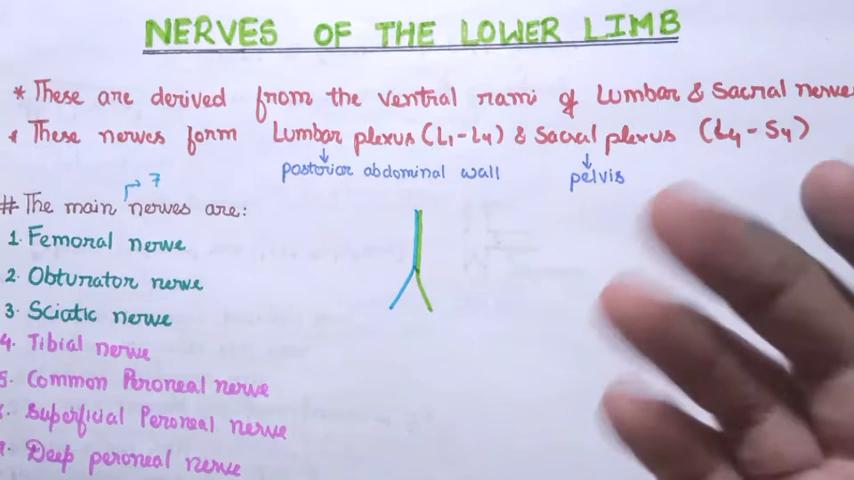 NERVES OF THE LOWER LIMB
* These are derived from the ventral rami of Lumbar & Sacral nerve
* These nerves form Lumbar plexus (L1-L4) & Sacral plexus (L4-S4)
posterior abdominal wall pelvis
7
# The main nerves are:
1. Femoral nerve
2. Obturator nerve
3. Sciatic nerve
4. Tibial nerve
5. Common Peroneal nerve
6. Superficial Peroneal nerve
7. Deep peroneal nerve